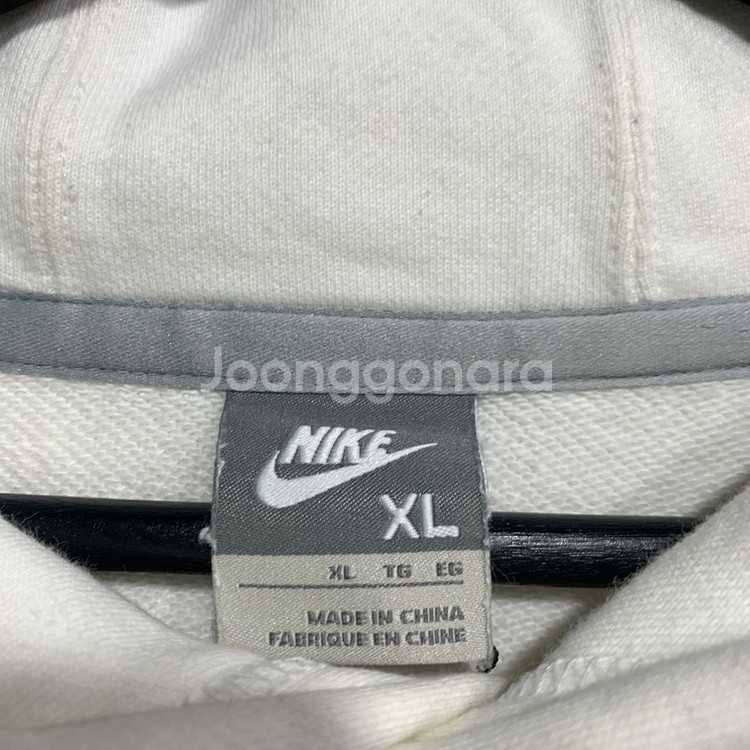 Joonggonara
NIKE
XL
XL TG EG
MADE IN CHINA
FABRIQUE EN CHINE